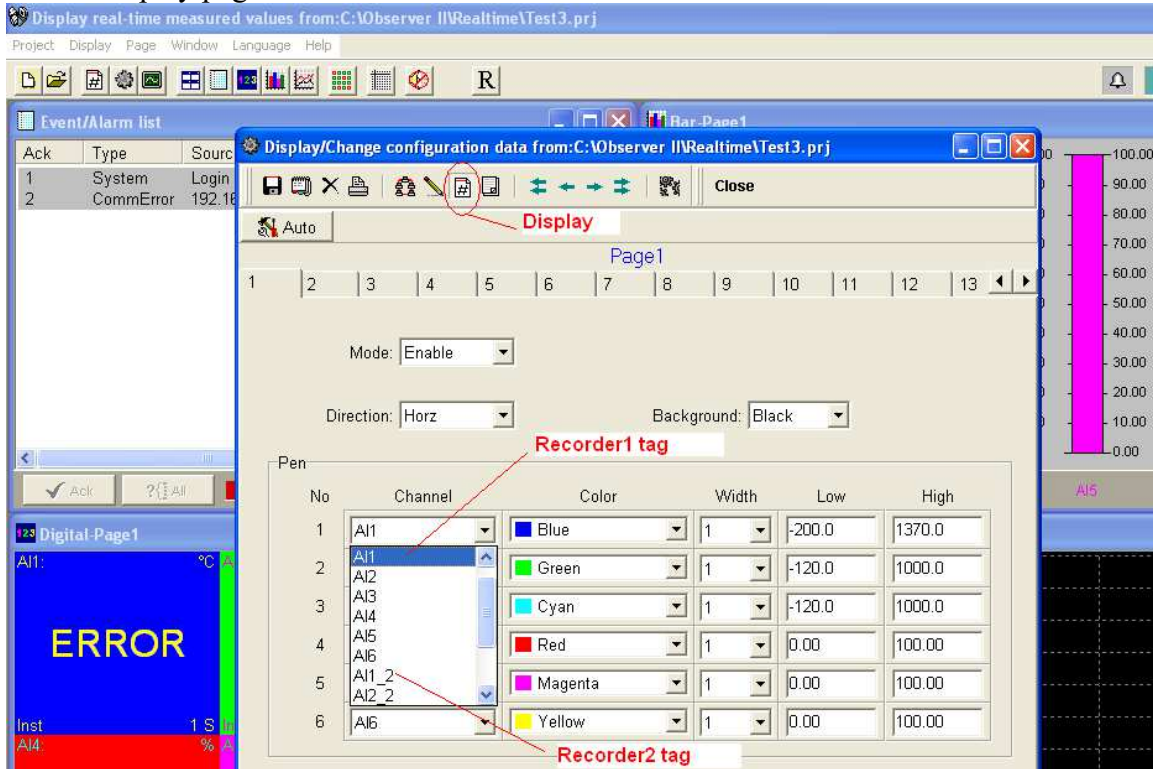 Display real-time measured values from:C:\Observer II\Realtime\Test3.prj
Project Display Page Window Language Help
R
Event/Alarm list
Bar-Page1
Ack Type Sourc
1 System Login
2 CommError 192.16
Ack All
Display/Change configuration data from:C:\Observer II\Realtime\Test3.prj
Close
Auto
Display
Page1
1 2 3 4 5 6 7 8 9 10 11 12 13
Mode: Enable
Direction: Horz Background: Black
Recorder1 tag
Pen
No Channel Color Width Low High
1 AI1 Blue 1 -200.0 1370.0
2 Green 1 -120.0 1000.0
3 Cyan 1 -120.0 1000.0
4 Red 1 0.00 100.00
5 Magenta 1 0.00 100.00
6 AI6 Yellow 1 0.00 100.00
AI1
AI2
AI3
AI4
AI5
AI6
AI1_2
AI2_2
Recorder2 tag
100.00
90.00
80.00
70.00
60.00
50.00
40.00
30.00
20.00
10.00
0.00
AI5
123 Digital-Page1
AI1: °C
ERROR
Inst 1 S
AI4: %